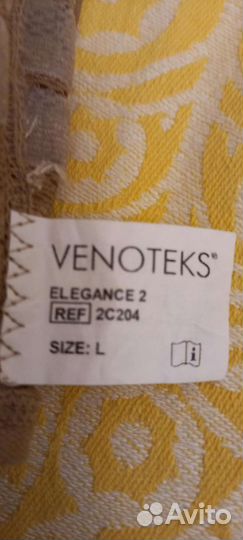 VENOTEKS®
ELEGANCE 2
REF 2C204
SIZE: L
i
Avito